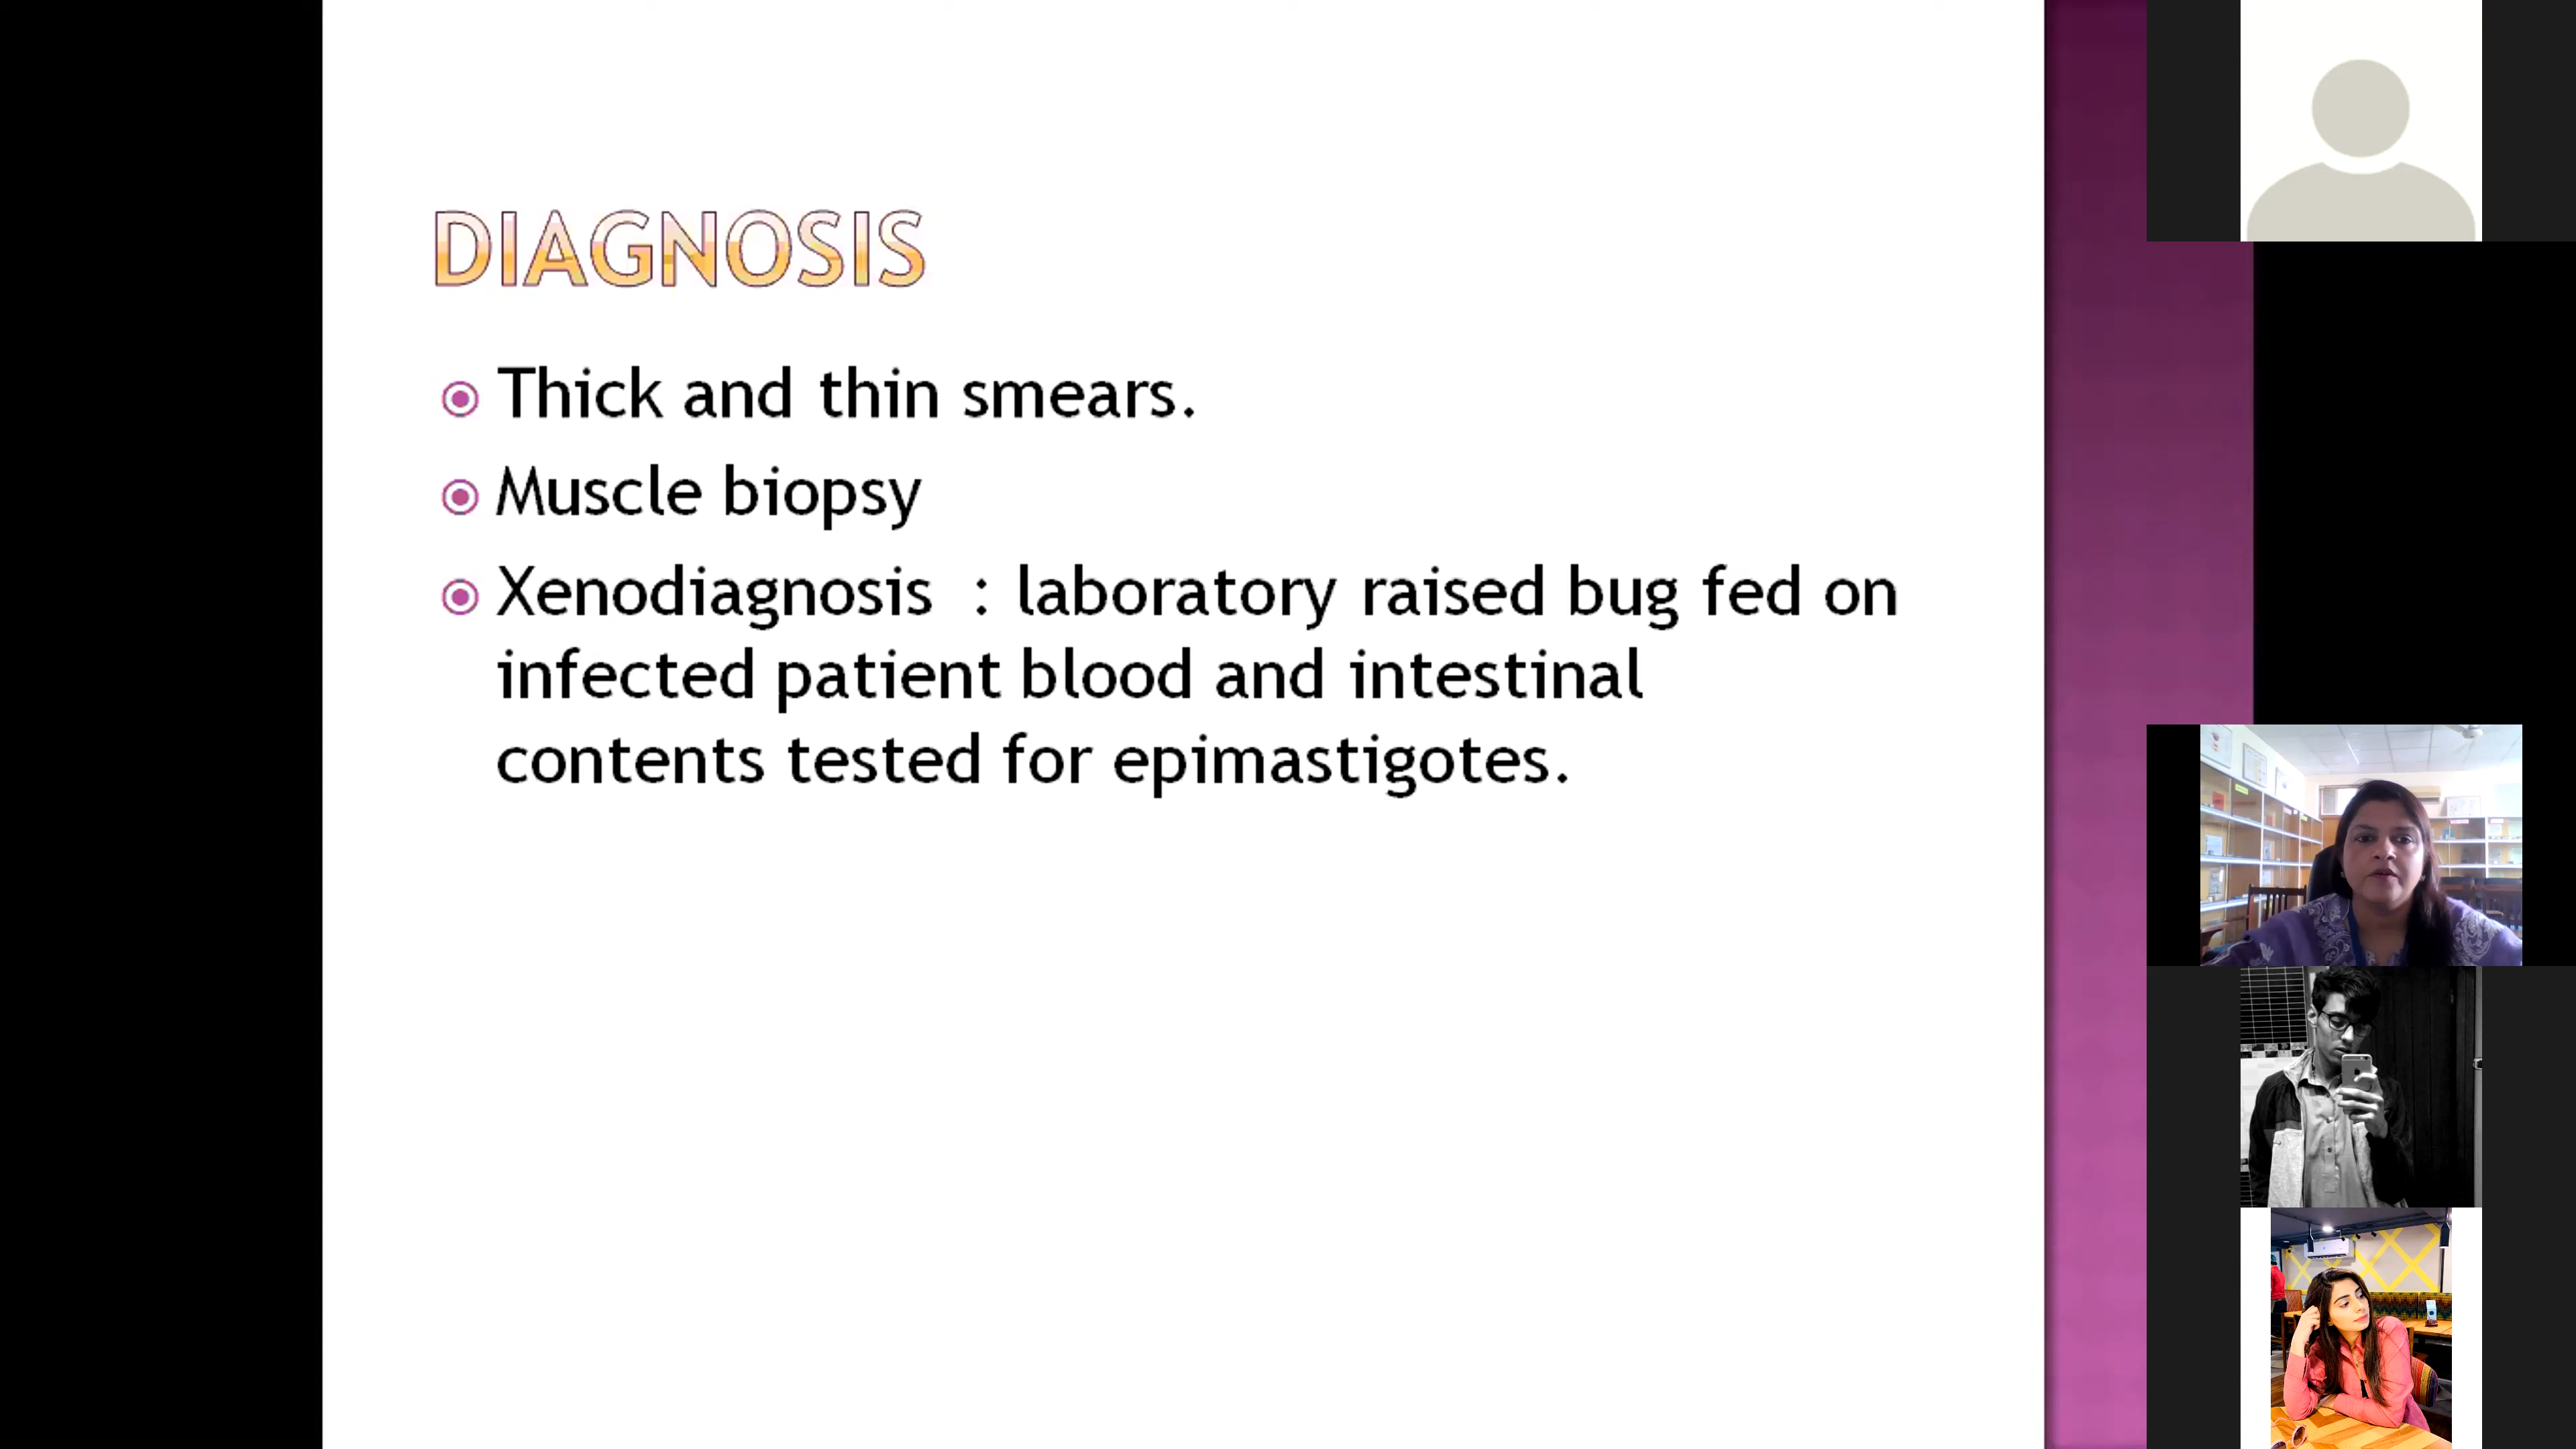 DIAGNOSIS
Thick and thin smears.
Muscle biopsy
Xenodiagnosis : laboratory raised bug fed on
infected patient blood and intestinal
contents tested for epimastigotes.